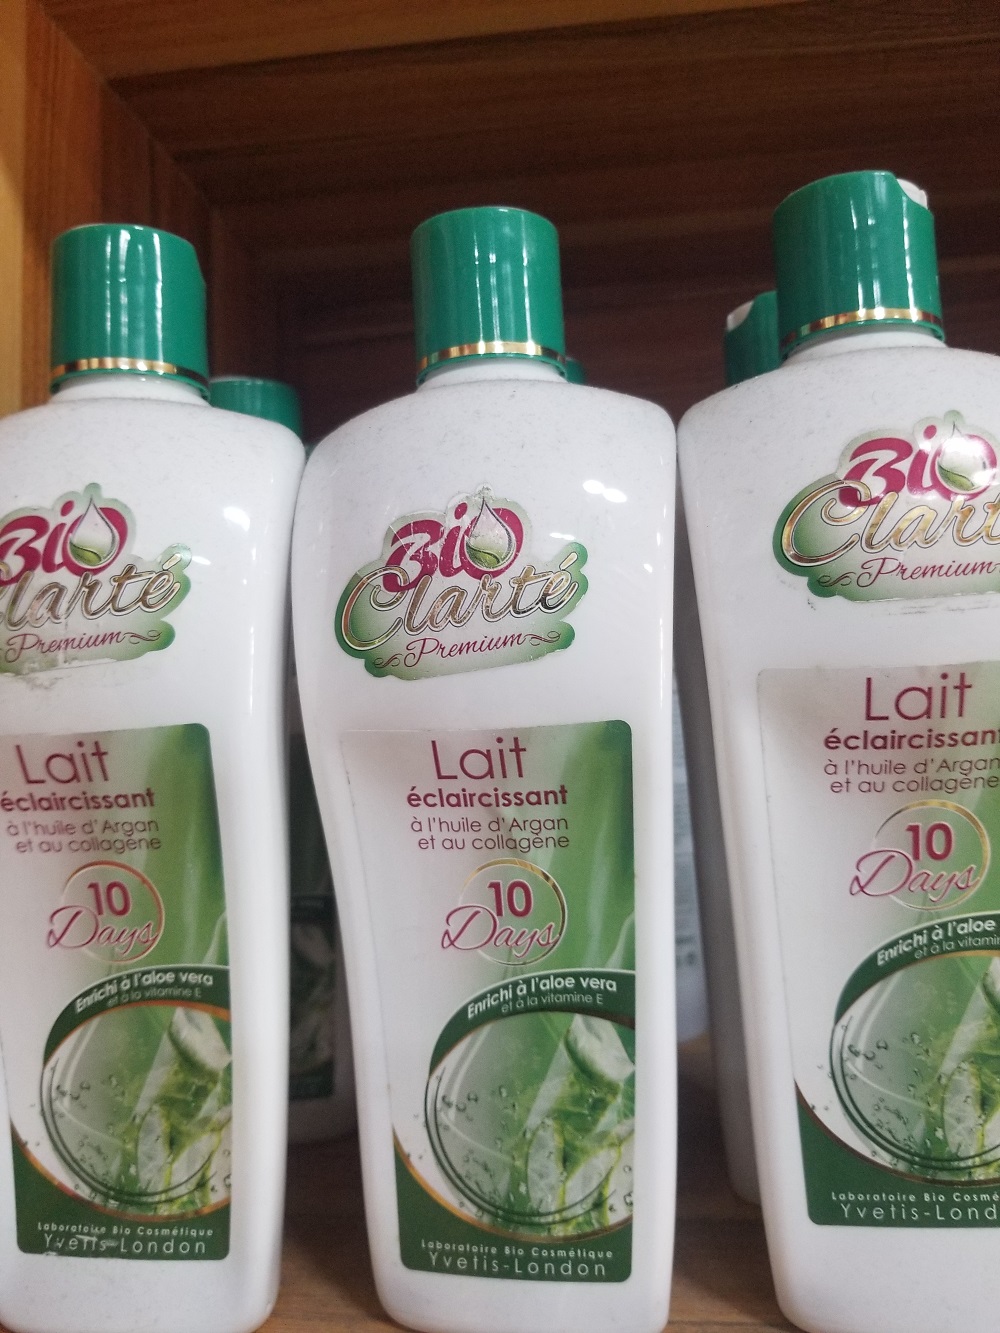 Bio
Clarté
Premium
Lait
éclaircissant
à l'huile d'Argan
et au collagène
10
Days
Enrichi à l'aloe vera
et à la vitamine E
Laboratoire Bio Cosmétique
Yvetis-London
Bio
Clarté
Premium
Lait
éclaircissant
à l'huile d'Argan
et au collagène
10
Days
Enrichi à l'aloe vera
et à la vitamine E
Laboratoire Bio Cosmétique
Yvetis-London
Bio
Clart
Premium
Lait
éclaircissant
à l'huile d'Argan
et au collagène
10
Days
Enrichi à l'aloe
et à la vitamin
Laboratoire Bio Cosmé
Yvetis-Lond